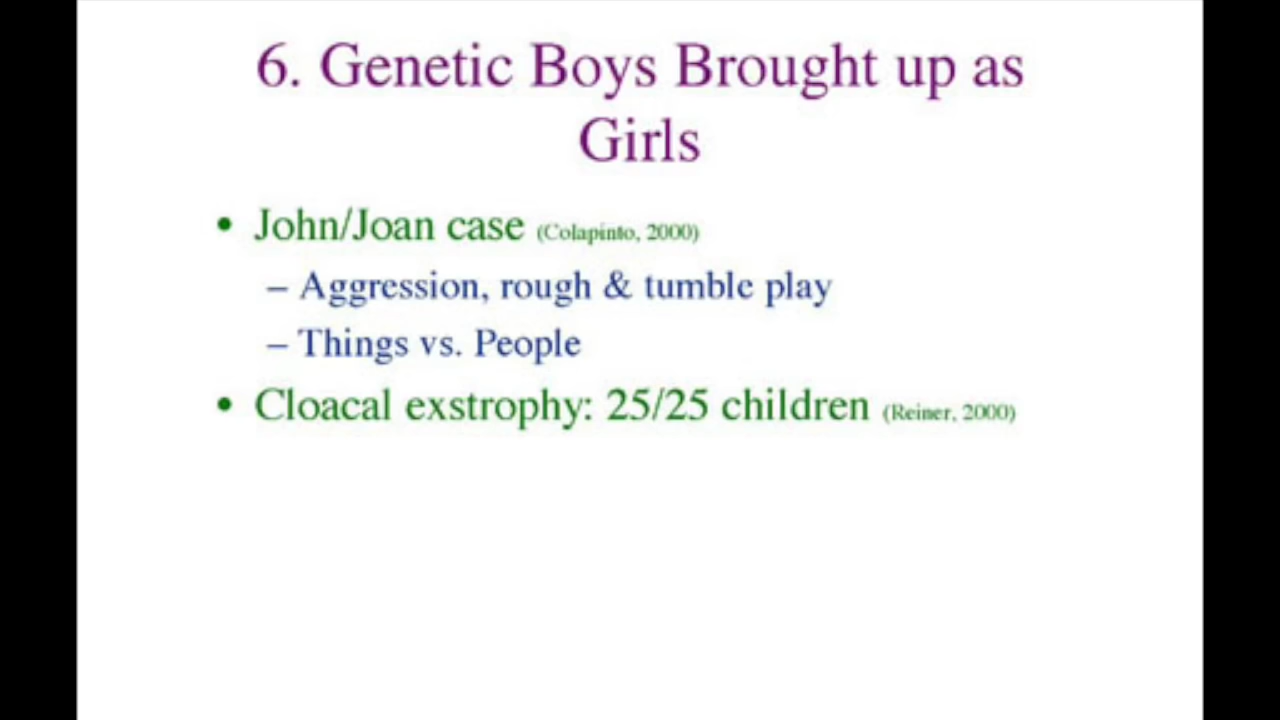 6. Genetic Boys Brought up as
Girls
• John/Joan case (Colapinto, 2000)
– Aggression, rough & tumble play
– Things vs. People
• Cloacal exstrophy: 25/25 children (Reiner, 2000)